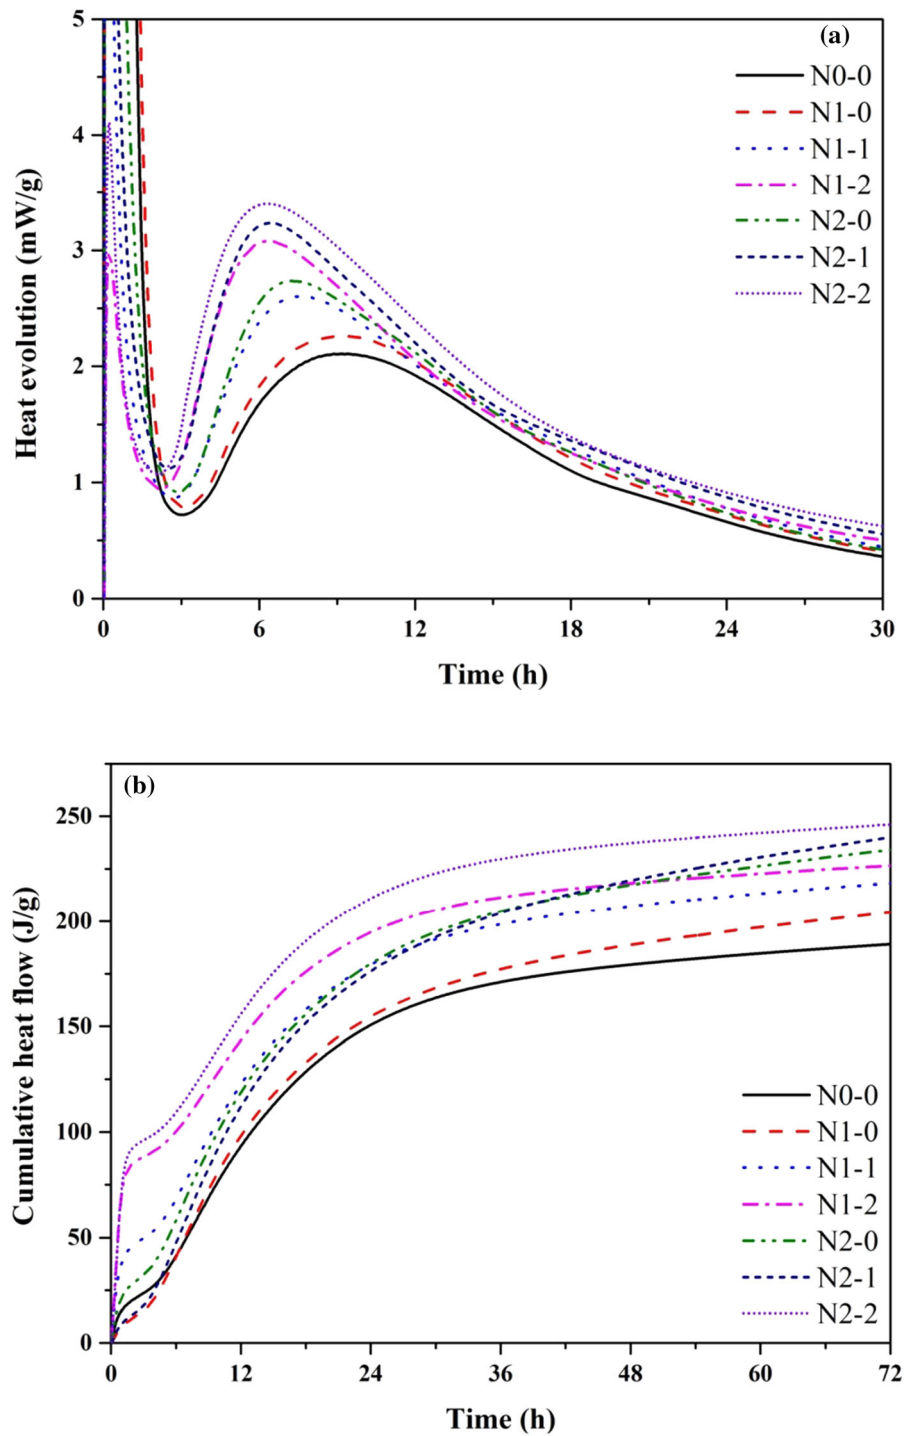 (a)
5
4
3
2
1
0
Heat evolution (mW/g)
N0-0
N1-0
N1-1
N1-2
N2-0
N2-1
N2-2
0 6 12 18 24 30
Time (h)
(b)
250
200
150
100
50
0
Cumulative heat flow (J/g)
N0-0
N1-0
N1-1
N1-2
N2-0
N2-1
N2-2
0 12 24 36 48 60 72
Time (h)